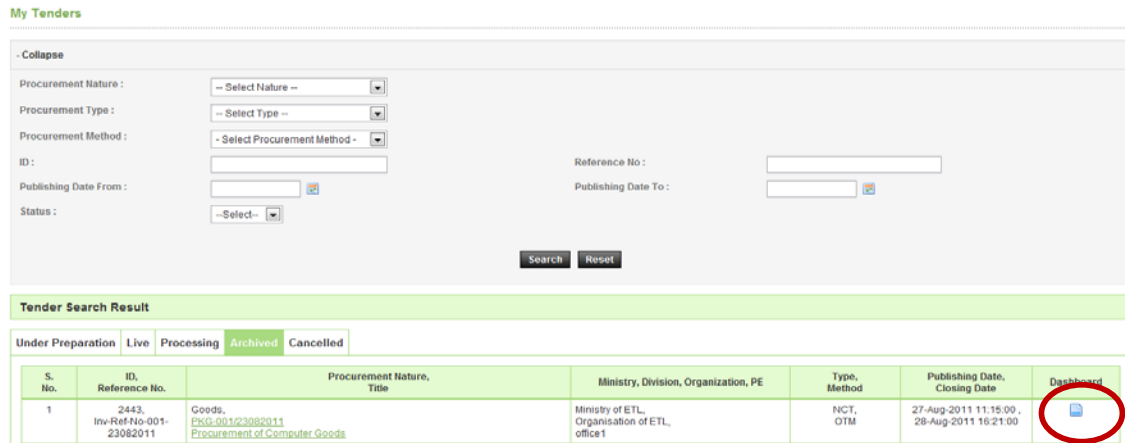 My Tenders
- Collapse
Procurement Nature :
-- Select Nature --
Procurement Type :
-- Select Type --
Procurement Method :
- Select Procurement Method -
ID :
Reference No :
Publishing Date From :
Publishing Date To :
Status :
--Select--
Search Reset
Tender Search Result
Under Preparation Live Processing Archived Cancelled
S. No.
ID, Reference No.
Procurement Nature, Title
Ministry, Division, Organization, PE
Type, Method
Publishing Date, Closing Date
Dashboard
1
2443,
Inv-Ref-No-001-
23082011
Goods,
PKG-001/23082011
Procurement of Computer Goods
Ministry of ETL,
Organisation of ETL,
office1
NCT,
OTM
27-Aug-2011 11:15:00 ,
28-Aug-2011 16:21:00